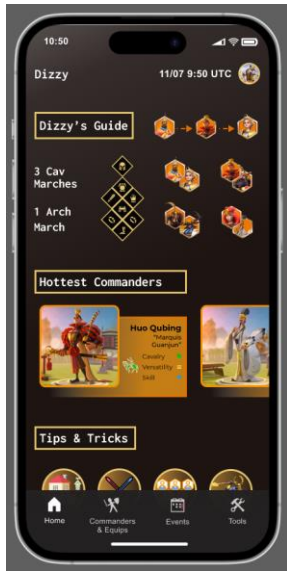 10:50
Dizzy
11/07 9:50 UTC
Dizzy's Guide
3 Cav
Marches
1 Arch
March
Hottest Commanders
Huo Qubing
"Marquis
Guanjun"
Cavalry
Versatility
Skill
Tips & Tricks
Home
Commanders
& Equips
Events
Tools